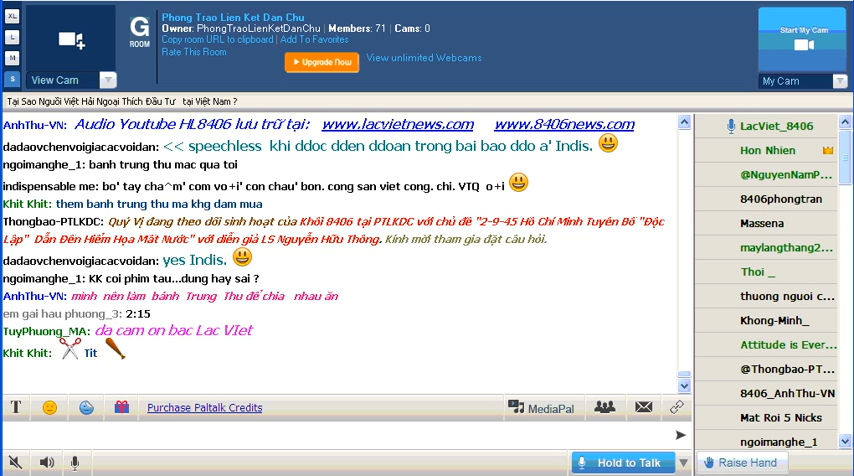 XL
L
M
S
View Cam
G
ROOM
Phong Trao Lien Ket Dan Chu
Owner: PhongTraoLienKetDanChu | Members: 71 | Cams: 0
Copy room URL to clipboard | Add To Favorites
Rate This Room
Upgrade Now
View unlimited Webcams
Start My Cam
My Cam
Tại Sao Người Việt Hải Ngoại Thích Đầu Tư tại Việt Nam ?
AnhThu-VN: Audio Youtube HL8406 lưu trữ tại: www.lacvietnews.com www.8406news.com
dadaovchenvoigiacacvoidan: << speechless khi ddoc dden ddoan trong bai bao ddo a' Indis.
ngoimanghe_1: banh trung thu mac qua toi
indispensable me: bo' tay cha^m' com vo+i' con chau' bon. cong san viet cong. chi. VTQ o+i
Khit Khit: them banh trung thu ma khg dam mua
Thongbao-PTLKDC: Quý Vị đang theo dõi sinh hoạt của Khối 8406 tại PTLKDC với chủ đề "2-9-45 Hồ Chí Minh Tuyên Bố "Độc
Lập" Dẫn Đến Hiểm Họa Mất Nước" với diễn giả LS Nguyễn Hữu Thông. Kính mời tham gia đặt câu hỏi.
dadaovchenvoigiacacvoidan: yes Indis.
ngoimanghe_1: KK coi phim tau...dung hay sai ?
AnhThu-VN: mình nên làm bánh Trung Thu để chia nhau ăn
em gai hau phuong_3: 2:15
TuyPhuong_MA: da cam on bac Lac VIet
Khit Khit: Tit
T
Purchase Paltalk Credits
MediaPal
Hold to Talk
LacViet_8406
Hon Nhien
@NguyenNamP...
8406phongtran
Massena
maylangthang2...
Thoi _
thuong nguoi c...
Khong-Minh_
Attitude is Ever...
@Thongbao-PT...
8406_AnhThu-VN
Mat Roi 5 Nicks
ngoimanghe_1
Raise Hand